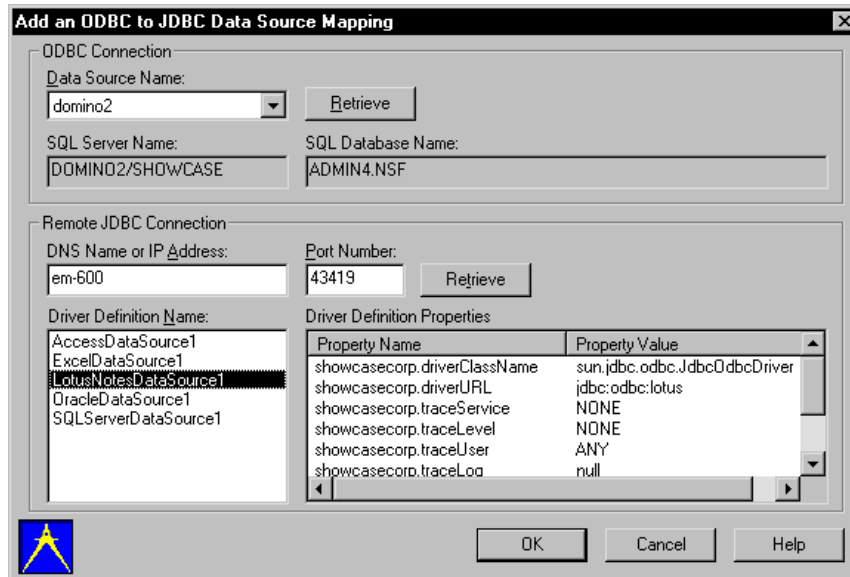 Add an ODBC to JDBC Data Source Mapping
ODBC Connection
Data Source Name:
domino2
Retrieve
SQL Server Name:
SQL Database Name:
DOMINO2/SHOWCASE
ADMIN4.NSF
Remote JDBC Connection
DNS Name or IP Address:
Port Number:
em-600
43419
Retrieve
Driver Definition Name:
AccessDataSource1
ExcelDataSource1
LotusNotesDataSource1
OracleDataSource1
SQLServerDataSource1
Driver Definition Properties
Property Name Property Value
showcasecorp.driverClassName sun.jdbc.odbc.JdbcOdbcDriver
showcasecorp.driverURL jdbc:odbc:lotus
showcasecorp.traceService NONE
showcasecorp.traceLevel NONE
showcasecorp.traceUser ANY
showcasecorp.traceLog null
OK
Cancel
Help